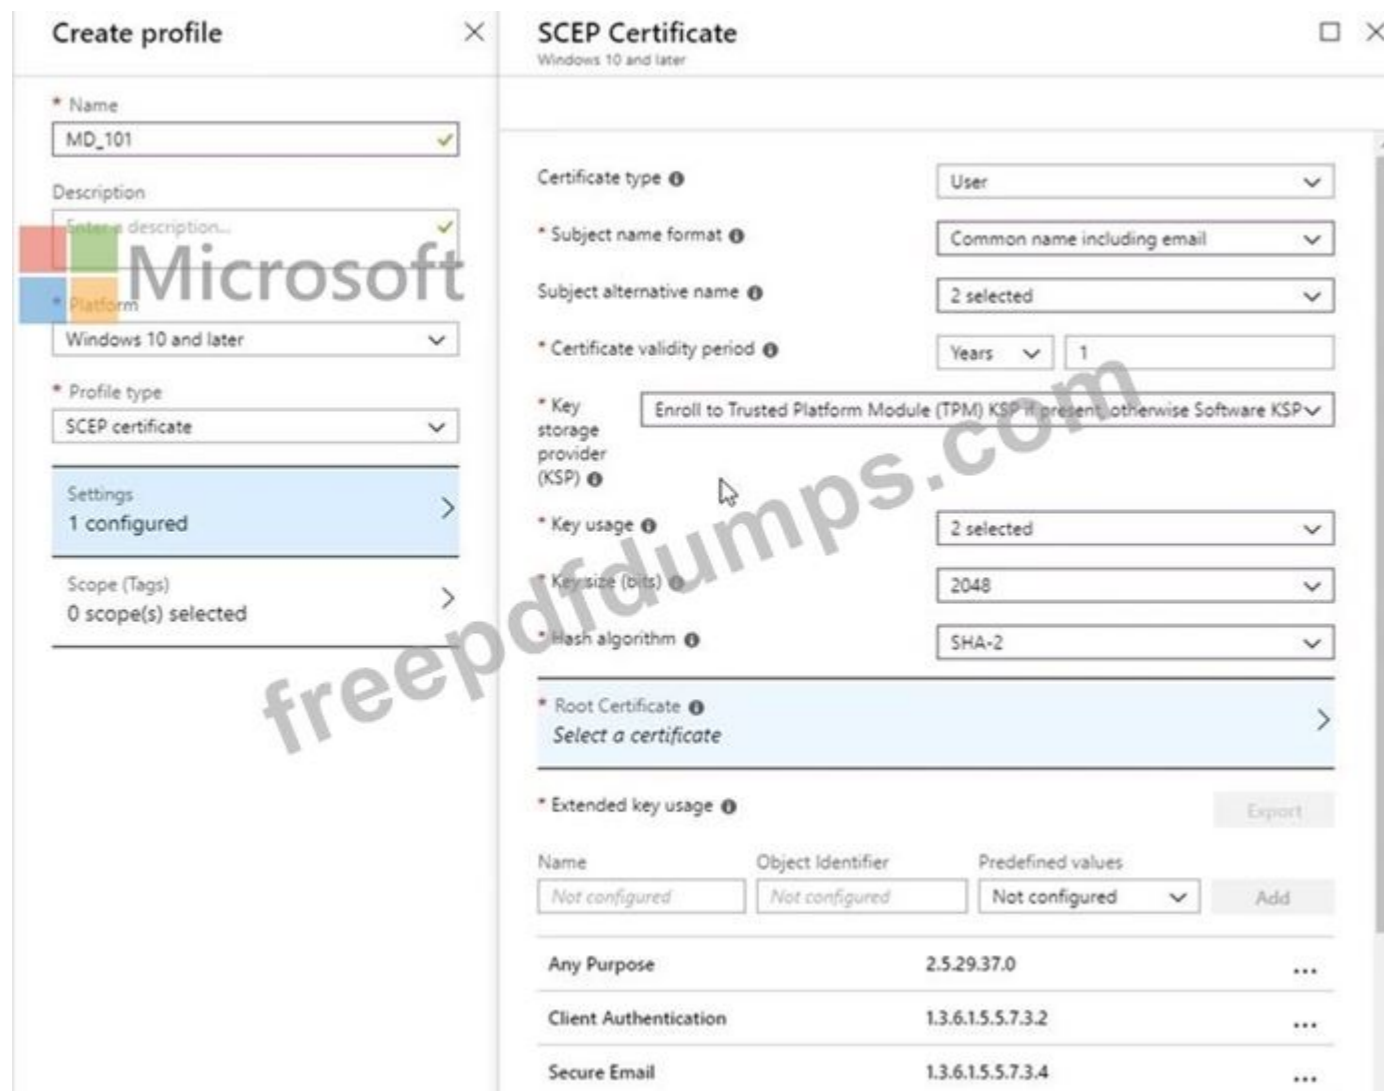 Create profile
* Name
MD_101
Description
Enter a description...
Microsoft
* Platform
Windows 10 and later
* Profile type
SCEP certificate
Settings
1 configured
Scope (Tags)
0 scope(s) selected
SCEP Certificate
Windows 10 and later
Certificate type
User
* Subject name format
Common name including email
Subject alternative name
2 selected
* Certificate validity period
Years
1
* Key
storage
provider
(KSP)
Enroll to Trusted Platform Module (TPM) KSP if present, otherwise Software KSP
* Key usage
2 selected
* Key size (bits)
2048
* Hash algorithm
SHA-2
* Root Certificate
Select a certificate
* Extended key usage
Export
Name Object Identifier Predefined values
Not configured Not configured Not configured Add
Any Purpose 2.5.29.37.0 ...
Client Authentication 1.3.6.1.5.5.7.3.2 ...
Secure Email 1.3.6.1.5.5.7.3.4 ...
freepdfdumps.com